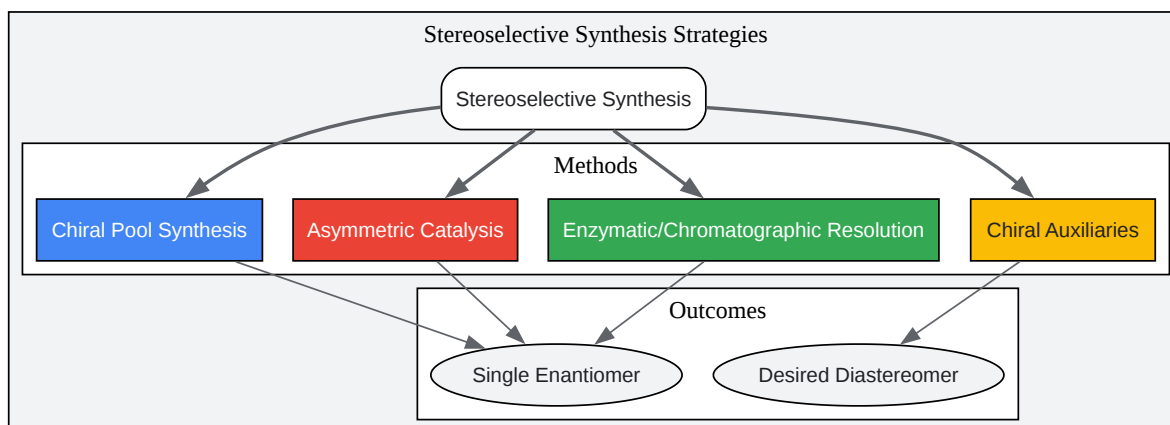 Stereoselective Synthesis Strategies
Stereoselective Synthesis
Methods
Chiral Pool Synthesis
Asymmetric Catalysis
Enzymatic/Chromatographic Resolution
Chiral Auxiliaries
Outcomes
Single Enantiomer
Desired Diastereomer